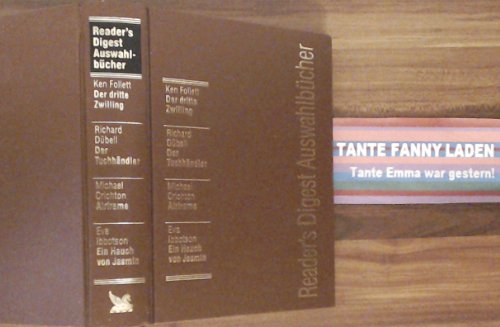 Reader's
Digest
Auswahl-
bücher
Ken Follett
Der dritte
Zwilling
Richard
Dübell
Der
Tuchhändler
Michael
Crichton
Airframe
Eva
Ibbotson
Ein Hauch
von Jasmin
Ken Follett
Der dritte
Zwilling
Richard
Dübell
Der
Tuchhändler
Michael
Crichton
Airframe
Eva
Ibbotson
Ein Hauch
von Jasmin
Reader's Digest Auswahlbücher
TANTE FANNY LADEN
Tante Emma war gestern!